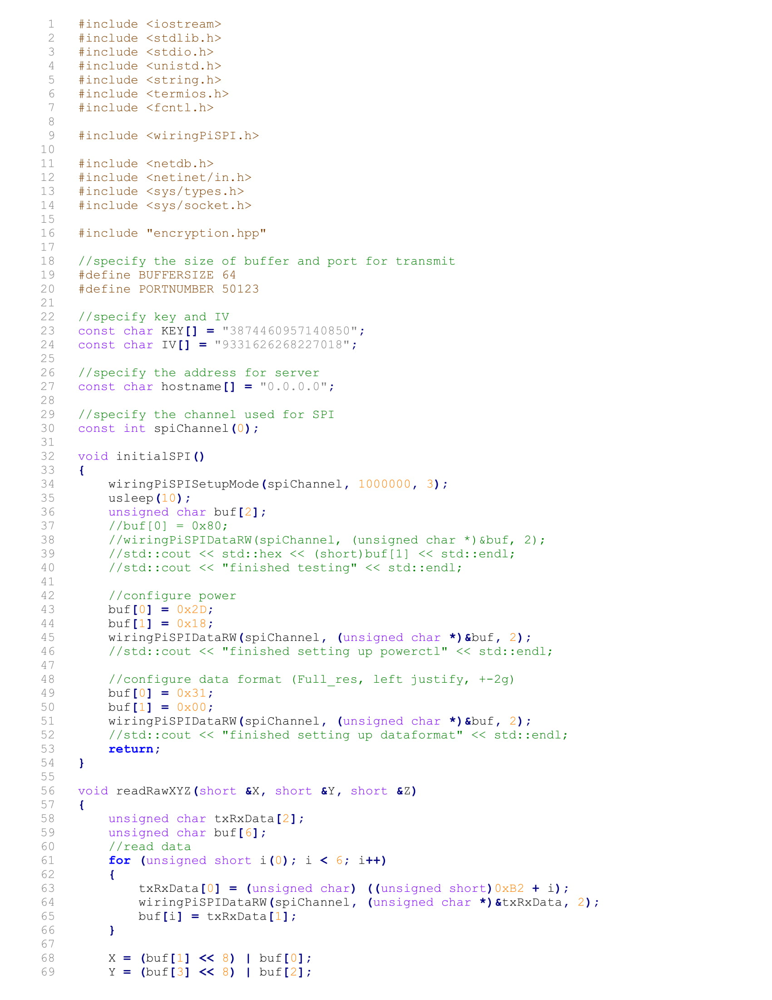 1 #include <iostream>
2 #include <stdlib.h>
3 #include <stdio.h>
4 #include <unistd.h>
5 #include <string.h>
6 #include <termios.h>
7 #include <fcntl.h>
8
9 #include <wiringPiSPI.h>
10
11 #include <netdb.h>
12 #include <netinet/in.h>
13 #include <sys/types.h>
14 #include <sys/socket.h>
15
16 #include "encryption.hpp"
17
18 //specify the size of buffer and port for transmit
19 #define BUFFERSIZE 64
20 #define PORTNUMBER 50123
21
22 //specify key and IV
23 const char KEY[] = "3874460957140850";
24 const char IV[] = "9331626268227018";
25
26 //specify the address for server
27 const char hostname[] = "0.0.0.0";
28
29 //specify the channel used for SPI
30 const int spiChannel(0);
31
32 void initialSPI()
33 {
34     wiringPiSPISetupMode(spiChannel, 1000000, 3);
35     usleep(10);
36     unsigned char buf[2];
37     //buf[0] = 0x80;
38     //wiringPiSPIDataRW(spiChannel, (unsigned char *)&buf, 2);
39     //std::cout << std::hex << (short)buf[1] << std::endl;
40     //std::cout << "finished testing" << std::endl;
41
42     //configure power
43     buf[0] = 0x2D;
44     buf[1] = 0x18;
45     wiringPiSPIDataRW(spiChannel, (unsigned char *)&buf, 2);
46     //std::cout << "finished setting up powerctl" << std::endl;
47
48     //configure data format (Full_res, left justify, +-2g)
49     buf[0] = 0x31;
50     buf[1] = 0x00;
51     wiringPiSPIDataRW(spiChannel, (unsigned char *)&buf, 2);
52     //std::cout << "finished setting up dataformat" << std::endl;
53     return;
54 }
55
56 void readRawXYZ(short &X, short &Y, short &Z)
57 {
58     unsigned char txRxData[2];
59     unsigned char buf[6];
60     //read data
61     for (unsigned short i(0); i < 6; i++)
62     {
63         txRxData[0] = (unsigned char) ((unsigned short)0xB2 + i);
64         wiringPiSPIDataRW(spiChannel, (unsigned char *)&txRxData, 2);
65         buf[i] = txRxData[1];
66     }
67
68     X = (buf[1] << 8) | buf[0];
69     Y = (buf[3] << 8) | buf[2];